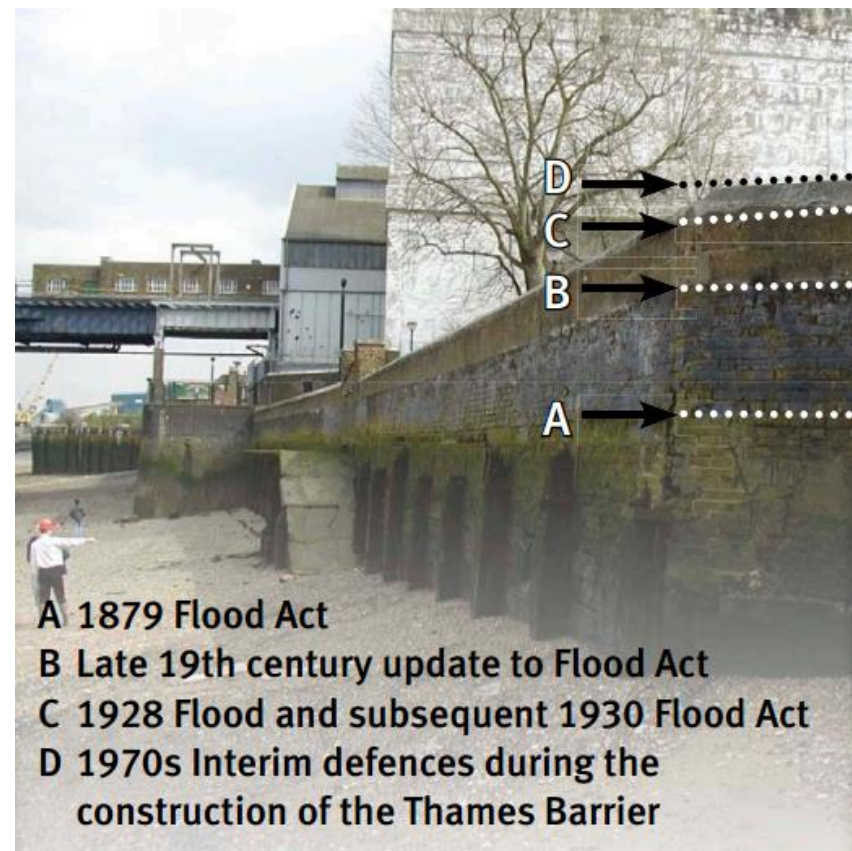 D
C
B
A
A 1879 Flood Act
B Late 19th century update to Flood Act
C 1928 Flood and subsequent 1930 Flood Act
D 1970s Interim defences during the
construction of the Thames Barrier